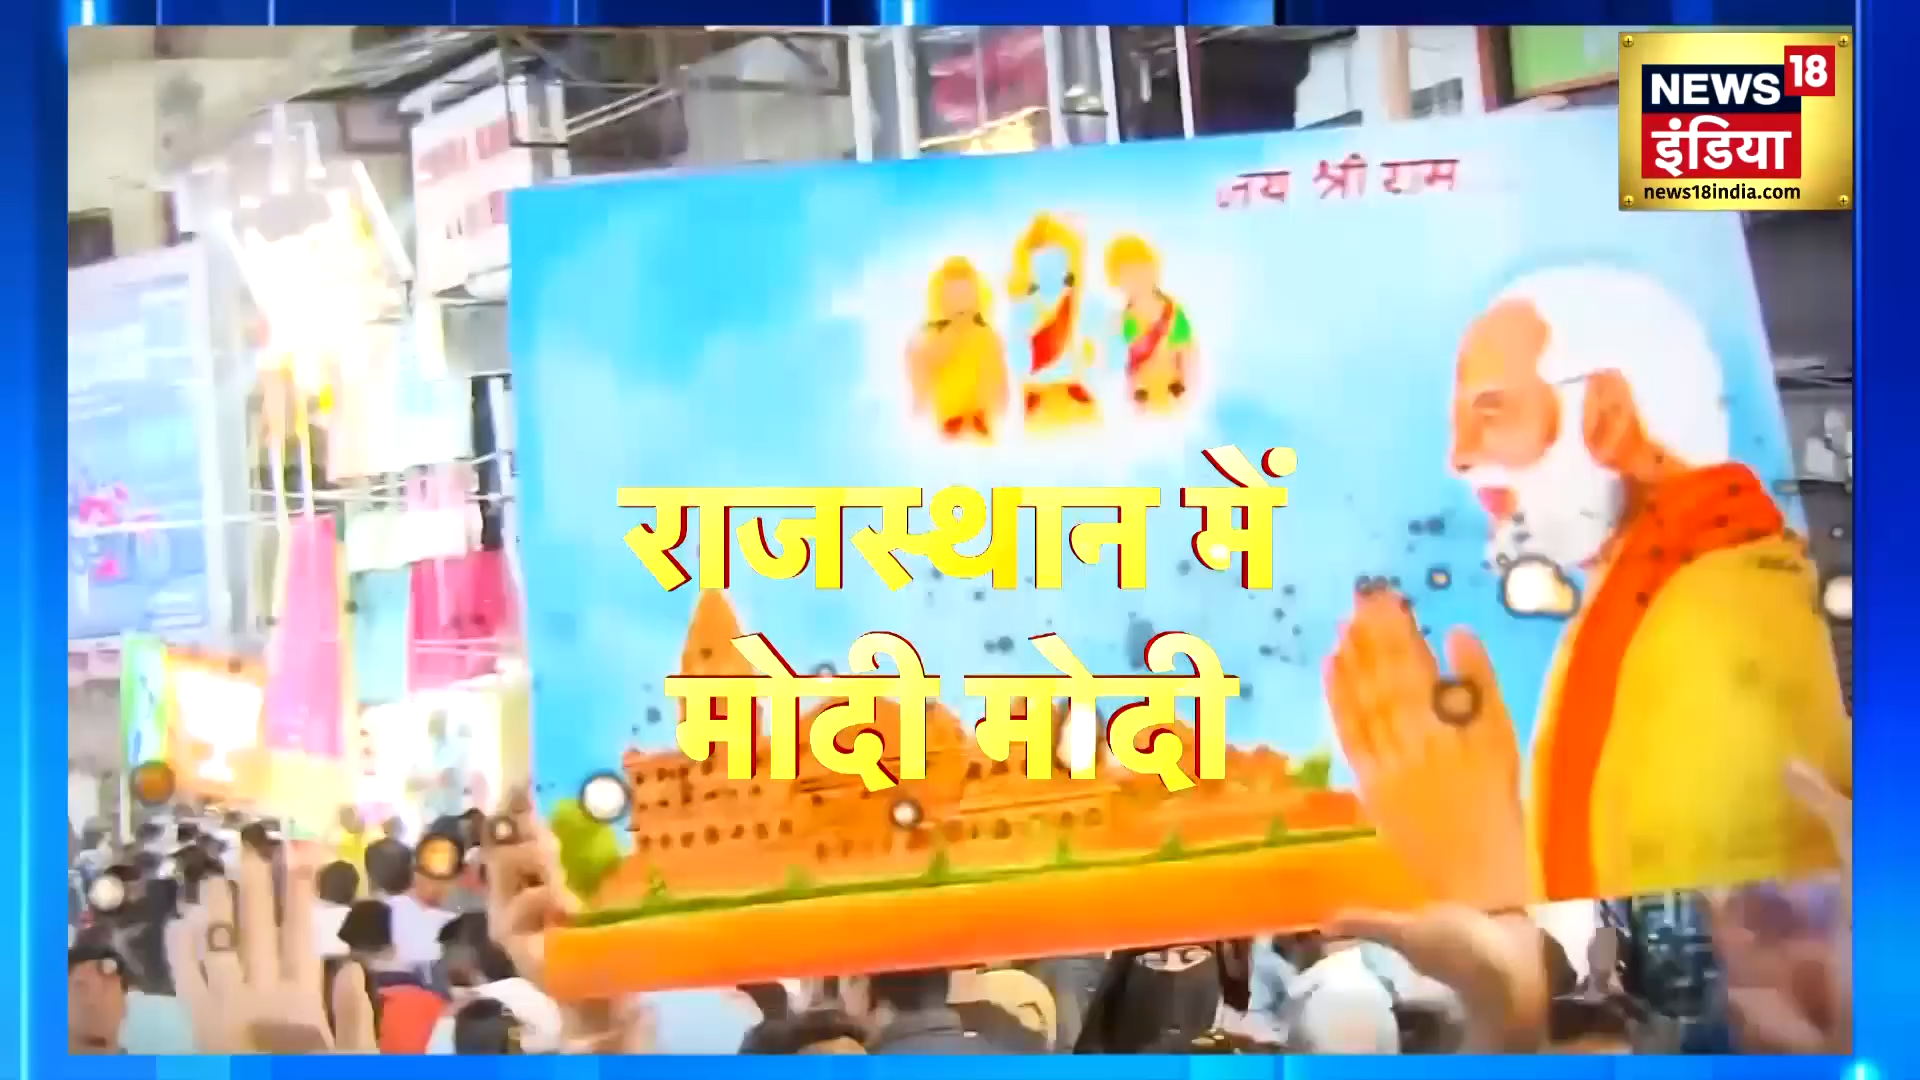 NEWS 18
इंडिया
news18india.com
जय श्री राम
राजस्थान में
मोदी मोदी